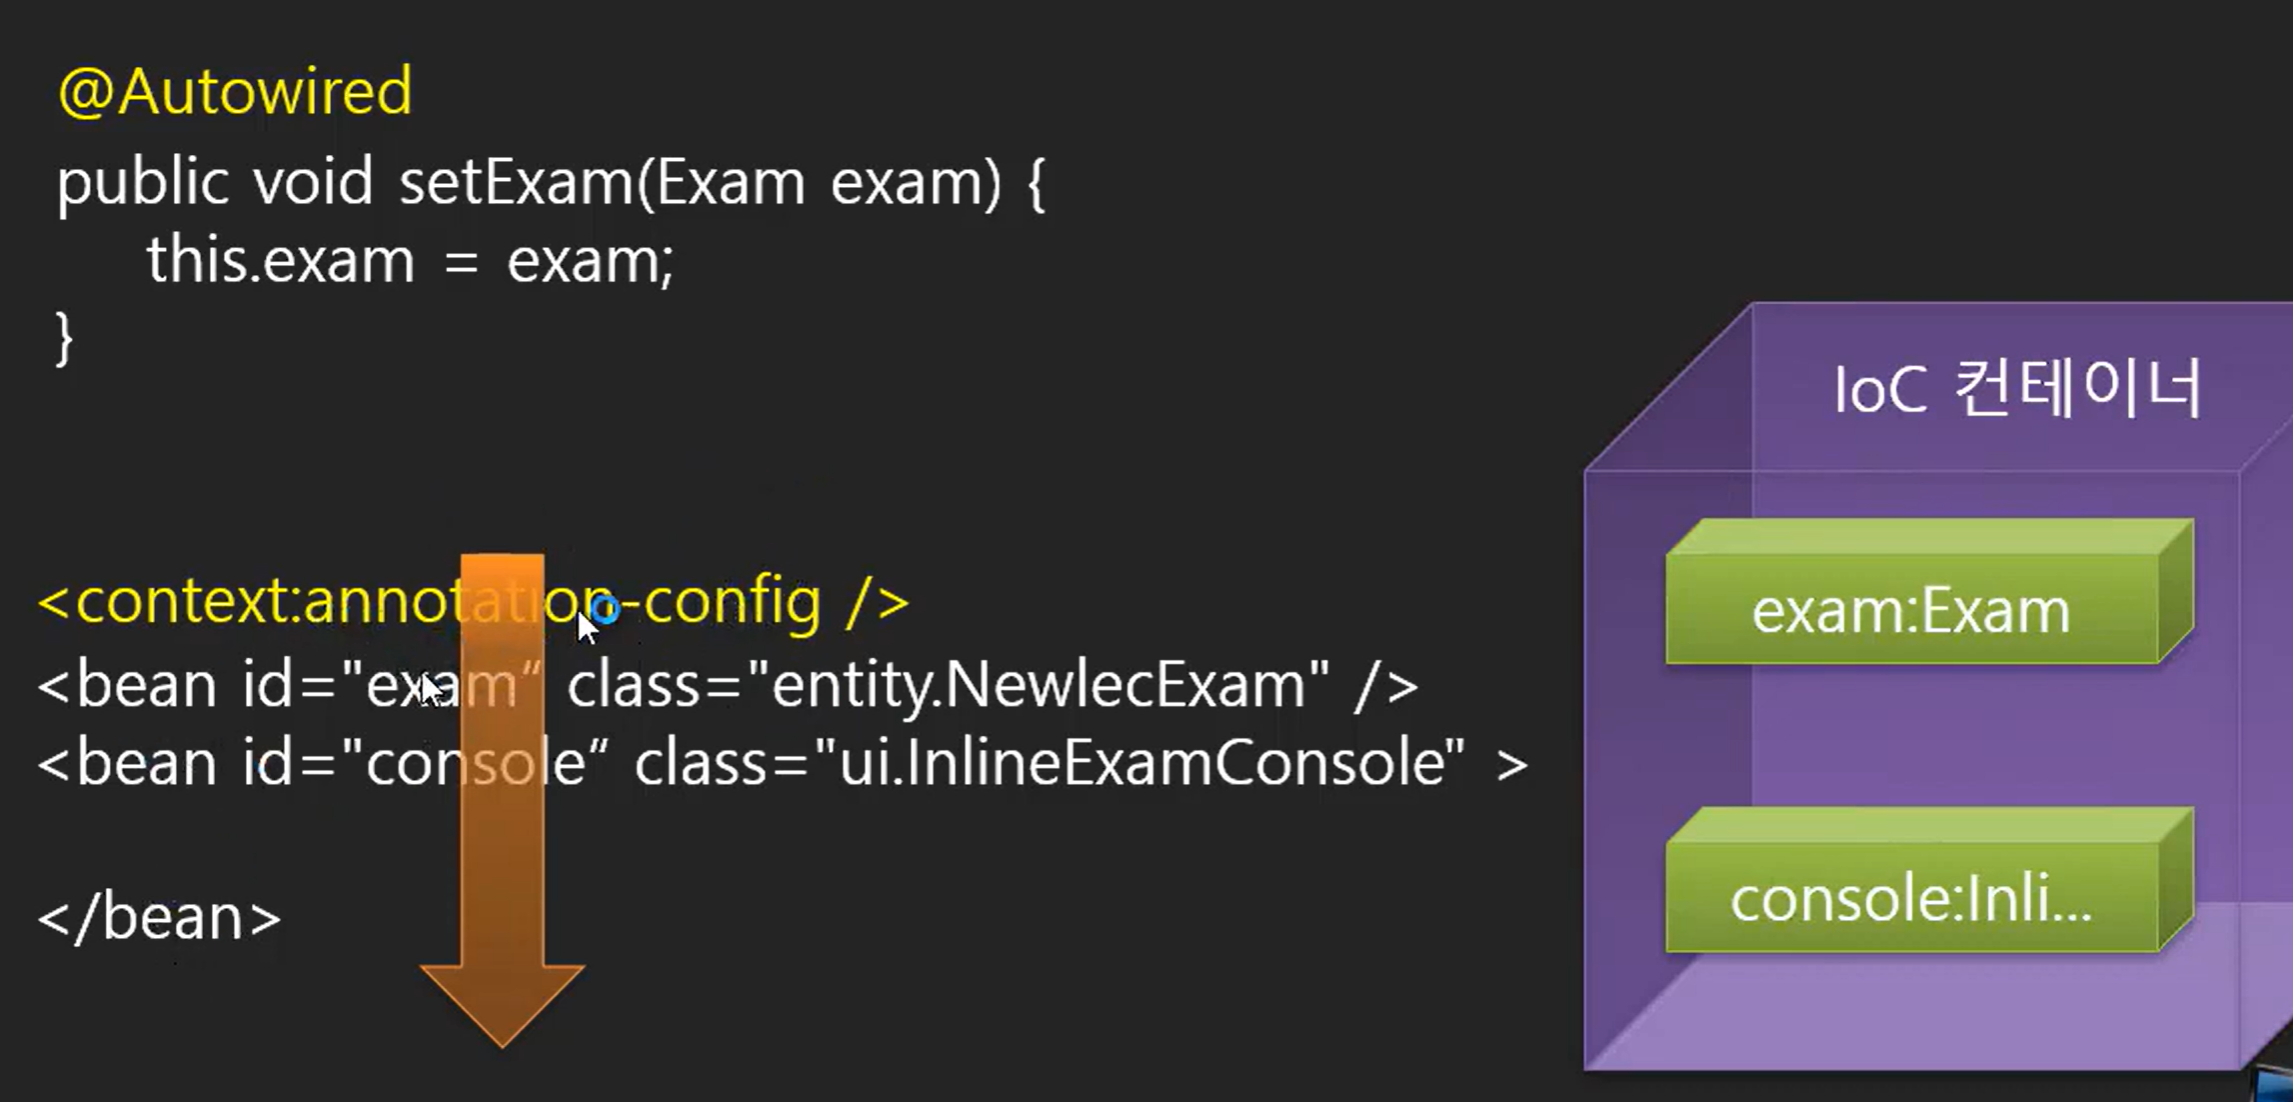 @Autowired
public void setExam(Exam exam) {
this.exam = exam;
}
IoC 컨테이너
<context:annotation-config />
<bean id="exam“ class="entity.NewlecExam" />
<bean id="console“ class="ui.InlineExamConsole" >
</bean>
exam:Exam
console:Inli...